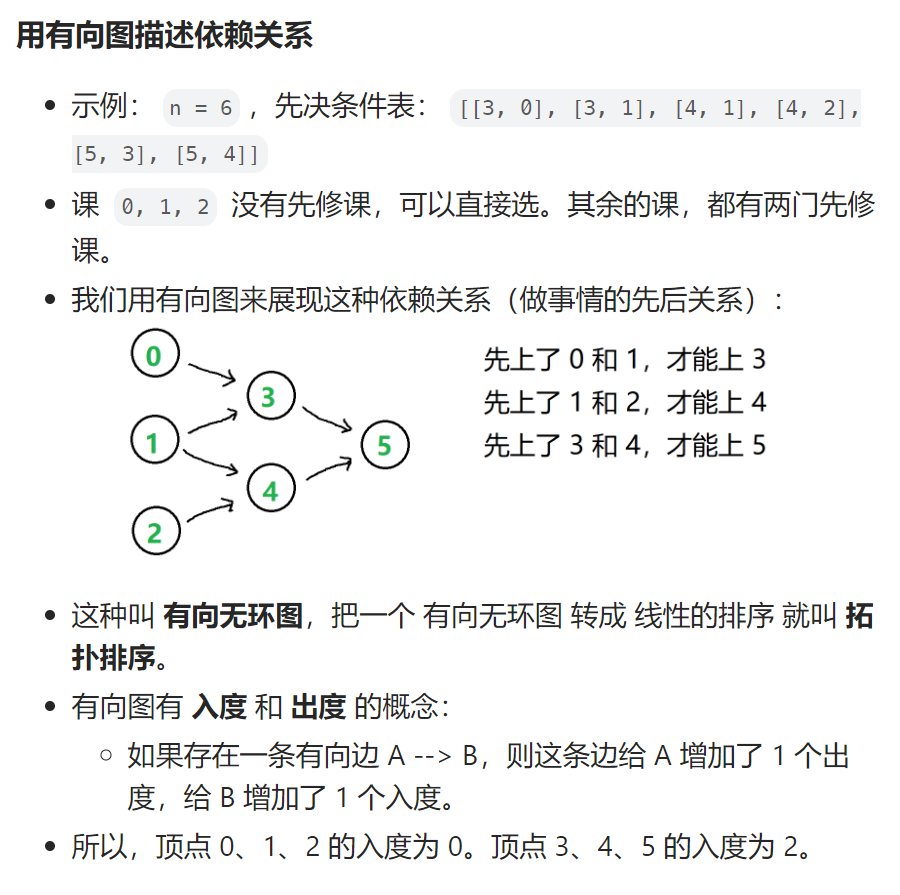 用有向图描述依赖关系
示例： n = 6 ，先决条件表： [[3, 0], [3, 1], [4, 1], [4, 2],
[5, 3], [5, 4]]
课 0, 1, 2 没有先修课，可以直接选。其余的课，都有两门先修
课。
我们用有向图来展现这种依赖关系（做事情的先后关系）：
0
3
1
5
4
2
先上了 0 和 1，才能上 3
先上了 1 和 2，才能上 4
先上了 3 和 4，才能上 5
这种叫 有向无环图，把一个 有向无环图 转成 线性的排序 就叫 拓
扑排序。
有向图有 入度 和 出度 的概念：
如果存在一条有向边 A --> B，则这条边给 A 增加了 1 个出
度，给 B 增加了 1 个入度。
所以，顶点 0、1、2 的入度为 0。顶点 3、4、5 的入度为 2。